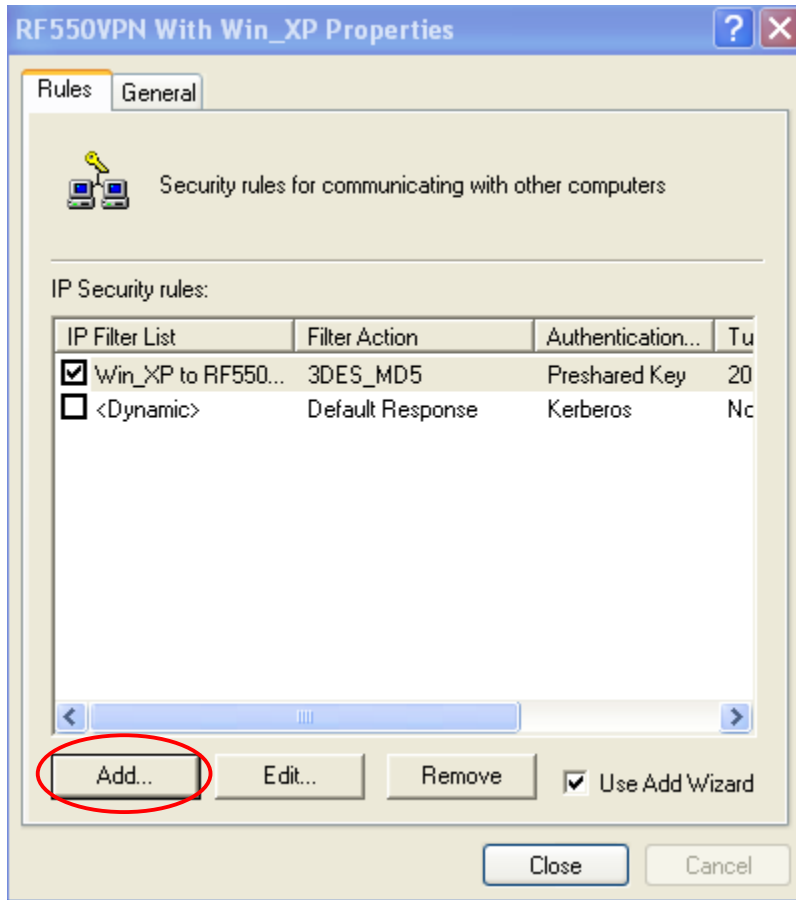 RF550VPN With Win_XP Properties
Rules General
Security rules for communicating with other computers
IP Security rules:
IP Filter List Filter Action Authentication... Tu
Win_XP to RF550... 3DES_MD5 Preshared Key 20
<Dynamic> Default Response Kerberos Nc
Add... Edit... Remove Use Add Wizard
Close Cancel